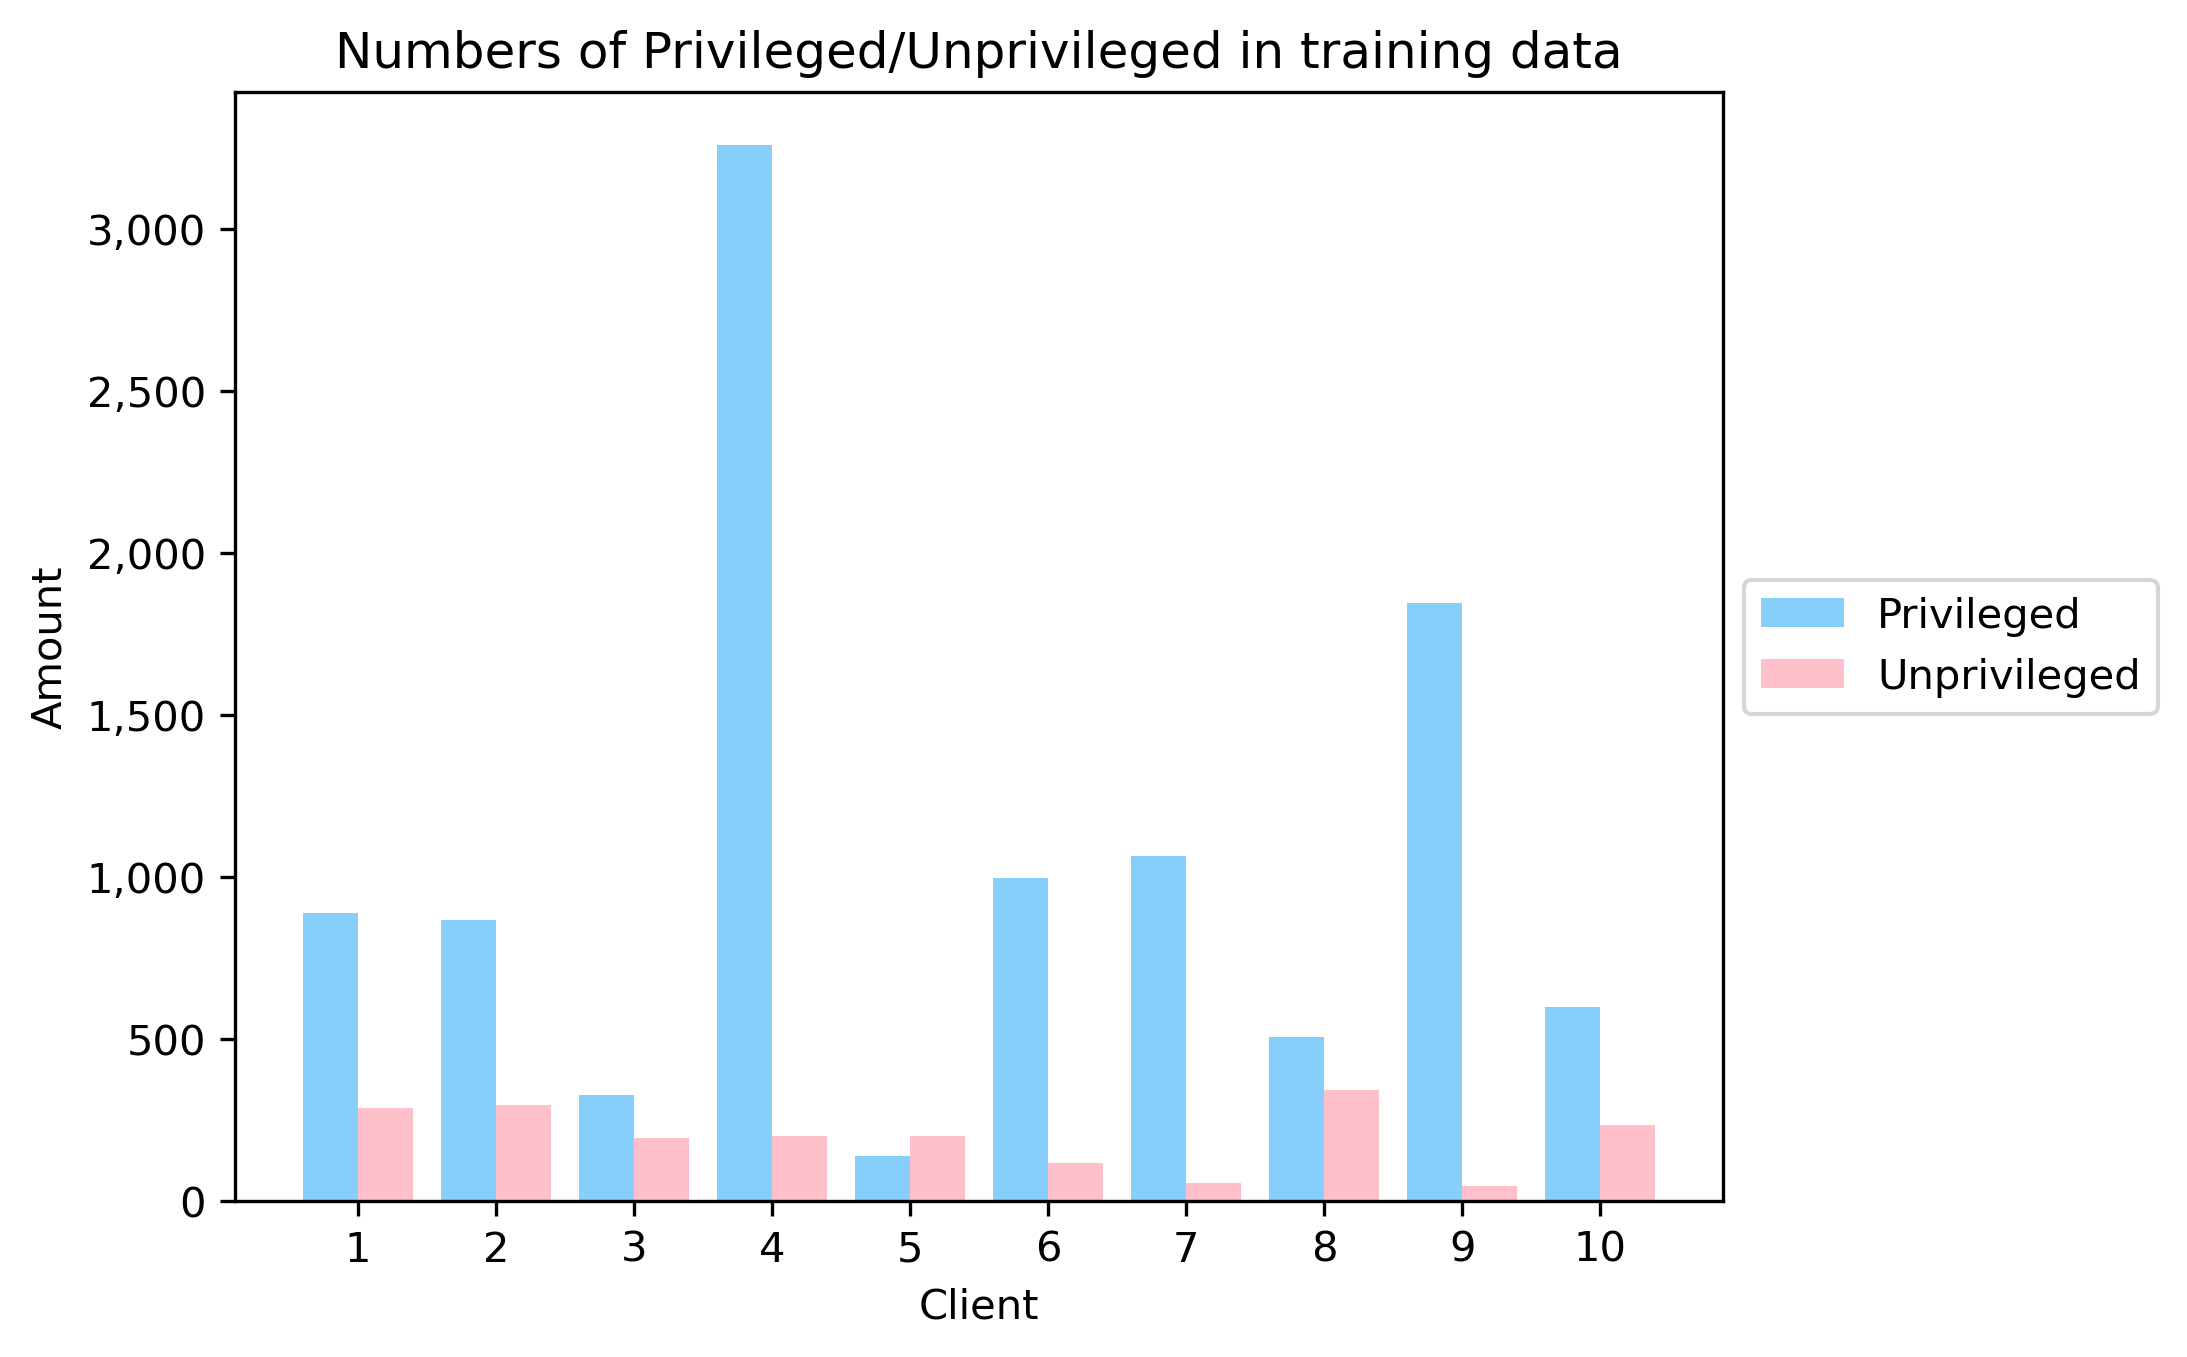 Numbers of Privileged/Unprivileged in training data
3,000
2,500
2,000
1,500
1,000
500
0
Amount
1 2 3 4 5 6 7 8 9 10
Client
Privileged
Unprivileged